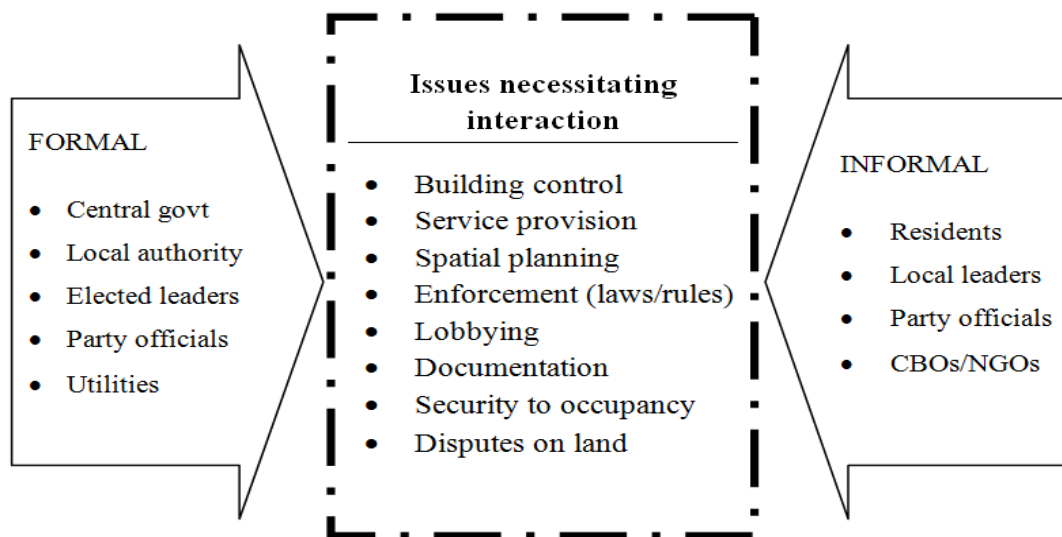 FORMAL
• Central govt
• Local authority
• Elected leaders
• Party officials
• Utilities
Issues necessitating
interaction
• Building control
• Service provision
• Spatial planning
• Enforcement (laws/rules)
• Lobbying
• Documentation
• Security to occupancy
• Disputes on land
INFORMAL
• Residents
• Local leaders
• Party officials
• CBOs/NGOs